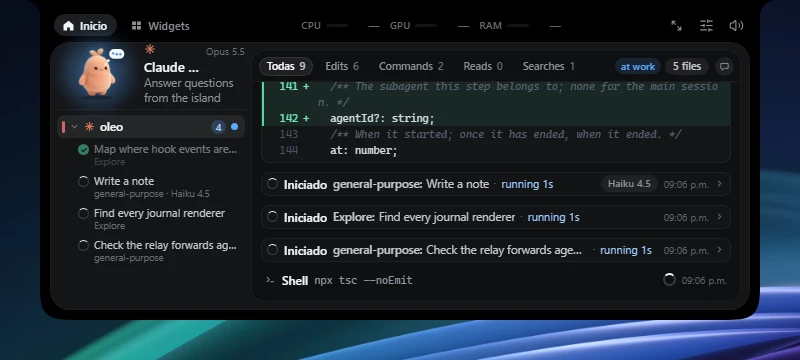 Inicio
Widgets
CPU —
GPU —
RAM —
Opus 5.5
Claude ...
Answer questions
from the island
oleo
4
Map where hook events are...
Explore
Write a note
general-purpose · Haiku 4.5
Find every journal renderer
Explore
Check the relay forwards ag...
general-purpose
Todas 9
Edits 6
Commands 2
Reads 0
Searches 1
at work
5 files
141 + /** The subagent this step belongs to; none for the main sessio
n. */
142 + agentId?: string;
143 /** When it started; once it has ended, when it ended. */
144 at: number;
Iniciado general-purpose: Write a note · running 1s Haiku 4.5 09:06 p.m.
Iniciado Explore: Find every journal renderer · running 1s 09:06 p.m.
Iniciado general-purpose: Check the relay forwards age... · running 1s 09:06 p.m.
Shell npx tsc --noEmit 09:06 p.m.